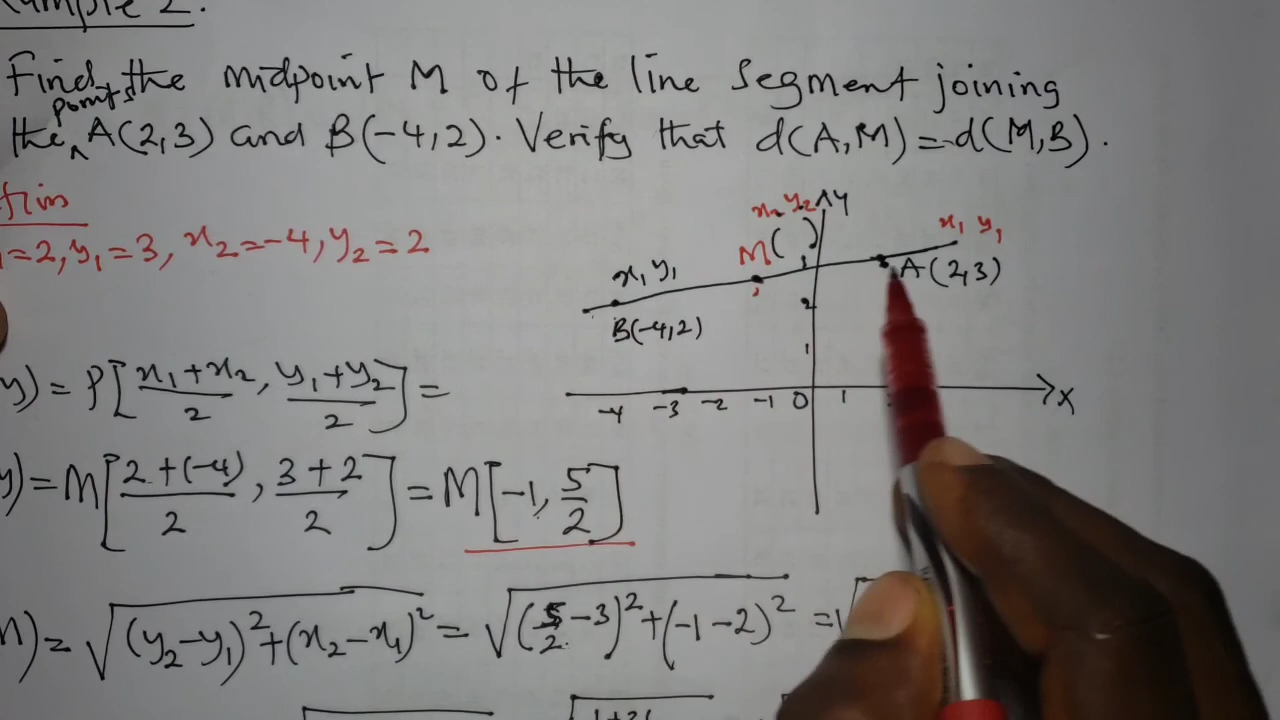 Example 2.
Find the midpoint M of the line segment joining
the points A(2,3) and B(-4,2). Verify that d(A,M)=d(M,B).
=2, y₁=3, x₂=-4, y₂=2
x₂ y₂ y
M( )
x₁ y₁
A(2,3)
x₁ y₁
B(-4,2)
3
2
1
-4 -3 -2 -1 0 1 X
y) = P[(x₁+x₂)/2, (y₁+y₂)/2] =
y) = M[(2+(-4))/2, (3+2)/2] = M[-1, 5/2]
) = √((y₂-y₁)²+(x₂-x₁)²) = √((5/2-3)²+(-1-2)²) = √